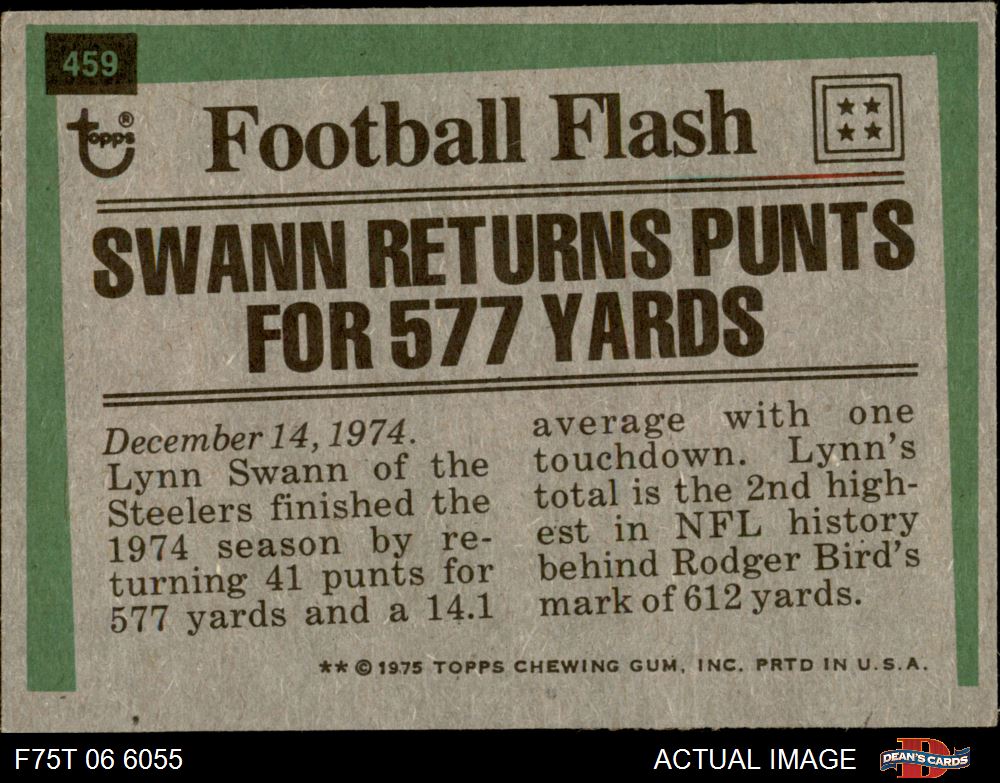 459
topps®
Football Flash
SWANN RETURNS PUNTS
FOR 577 YARDS
December 14, 1974.
Lynn Swann of the
Steelers finished the
1974 season by re-
turning 41 punts for
577 yards and a 14.1
average with one
touchdown. Lynn's
total is the 2nd high-
est in NFL history
behind Rodger Bird's
mark of 612 yards.
** © 1975 TOPPS CHEWING GUM, INC. PRTD IN U.S.A.
F75T 06 6055
ACTUAL IMAGE
D
DEAN'S CARDS